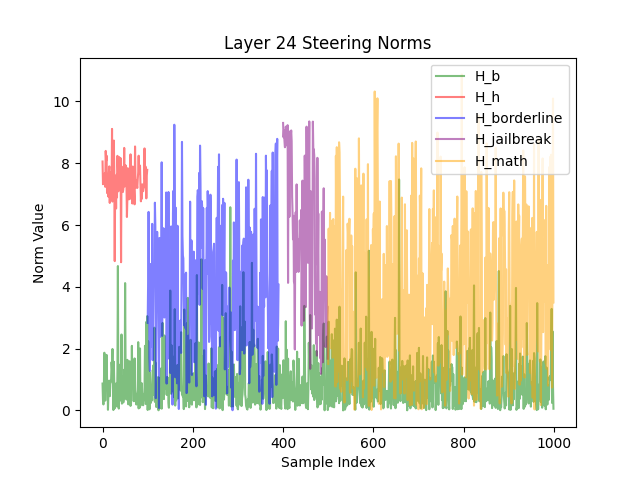 Layer 24 Steering Norms
Norm Value
10
8
6
4
2
0
H_b
H_h
H_borderline
H_jailbreak
H_math
0
200
400
600
800
1000
Sample Index